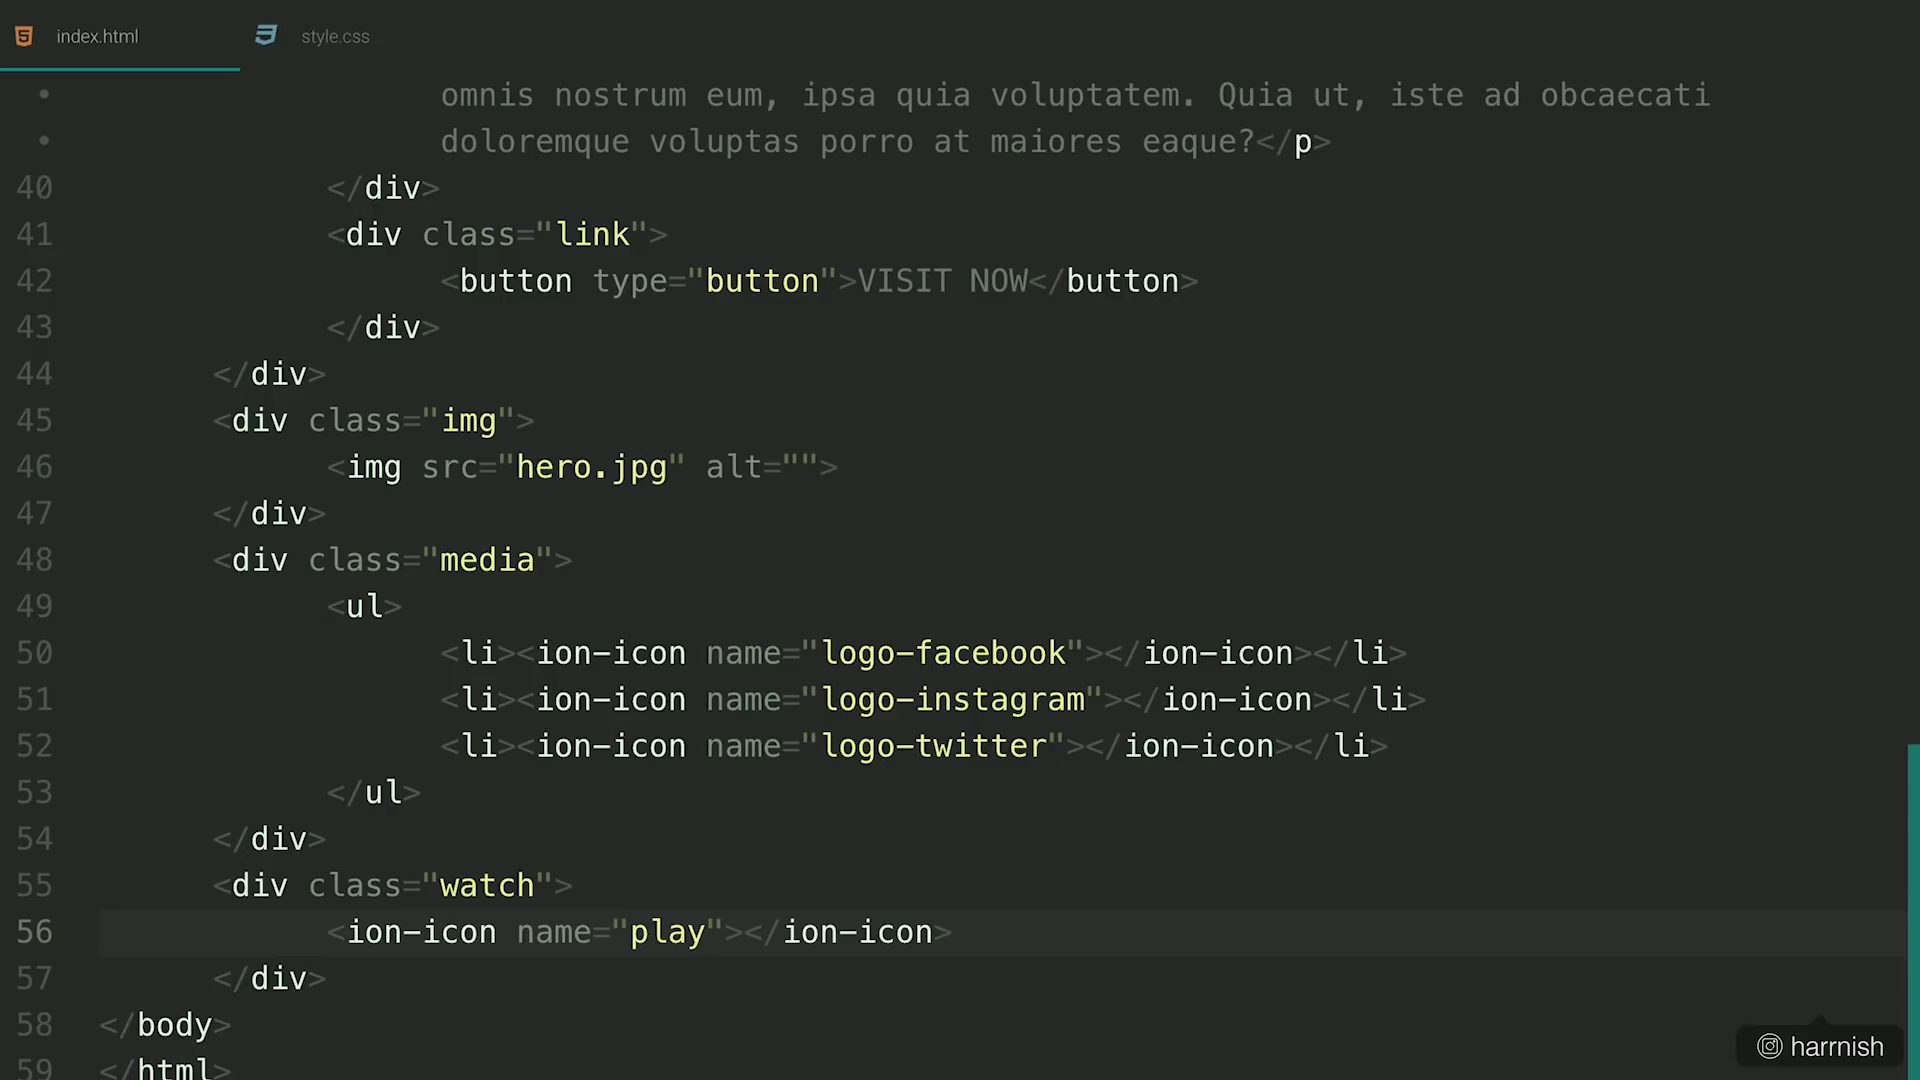 index.html style.css
omnis nostrum eum, ipsa quia voluptatem. Quia ut, iste ad obcaecati
doloremque voluptas porro at maiores eaque?</p>
40 </div>
41 <div class="link">
42 <button type="button">VISIT NOW</button>
43 </div>
44 </div>
45 <div class="img">
46 <img src="hero.jpg" alt="">
47 </div>
48 <div class="media">
49 <ul>
50 <li><ion-icon name="logo-facebook"></ion-icon></li>
51 <li><ion-icon name="logo-instagram"></ion-icon></li>
52 <li><ion-icon name="logo-twitter"></ion-icon></li>
53 </ul>
54 </div>
55 <div class="watch">
56 <ion-icon name="play"></ion-icon>
57 </div>
58 </body>
59 </html>
harrnish